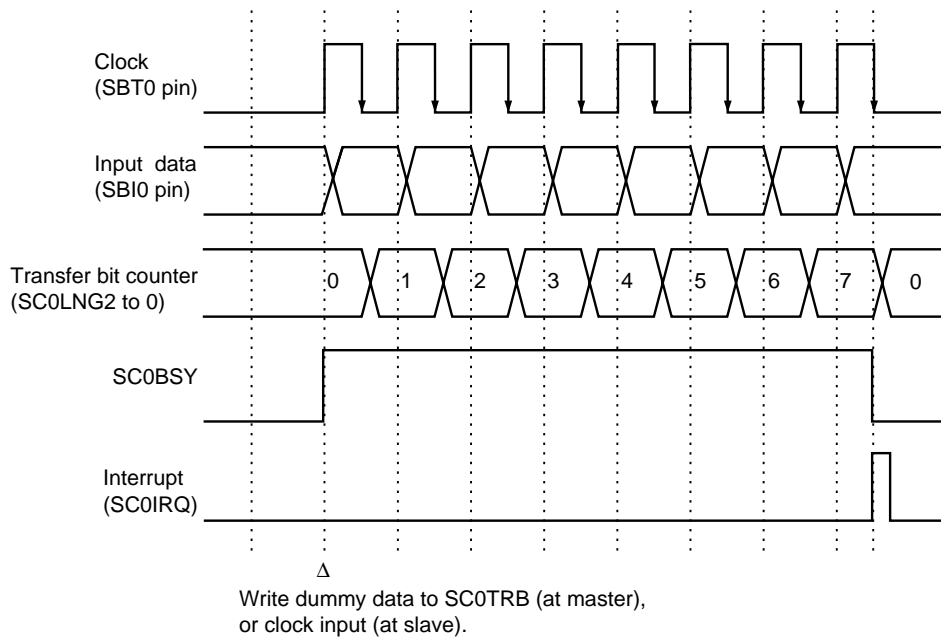 Clock
(SBT0 pin)
Input data
(SBI0 pin)
Transfer bit counter
(SC0LNG2 to 0)
0 1 2 3 4 5 6 7 0
SC0BSY
Interrupt
(SC0IRQ)
Δ
Write dummy data to SC0TRB (at master),
or clock input (at slave).